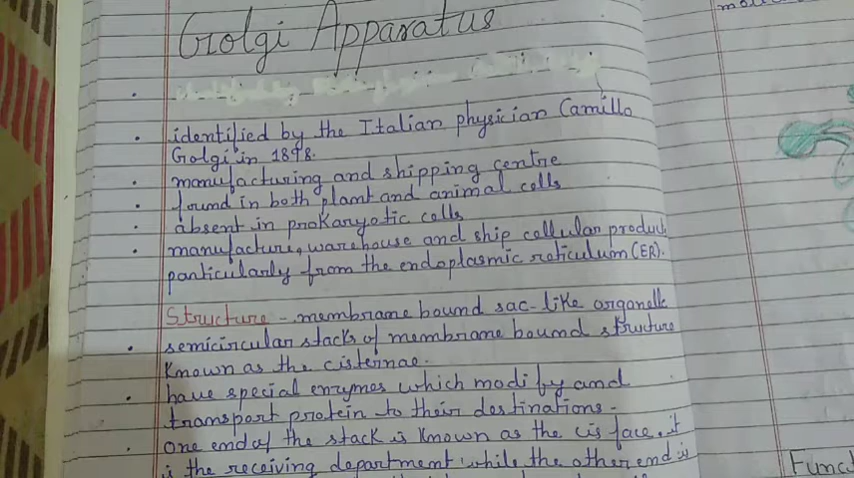 Golgi Apparatus
identified by the Italian physician Camillo
Golgi in 1898.
manufacturing and shipping centre
found in both plant and animal cells
absent in prokaryotic cells
manufacture, warehouse and ship cellular product
particularly from the endoplasmic reticulum (ER).
Structure - membrane bound sac-like organelle
semicircular stacks of membrane bound structure
known as the cisternae.
have special enzymes which modify and
transport protein to their destinations.
One end of the stack is known as the cis face, it
is the receiving department while the other end is
Func